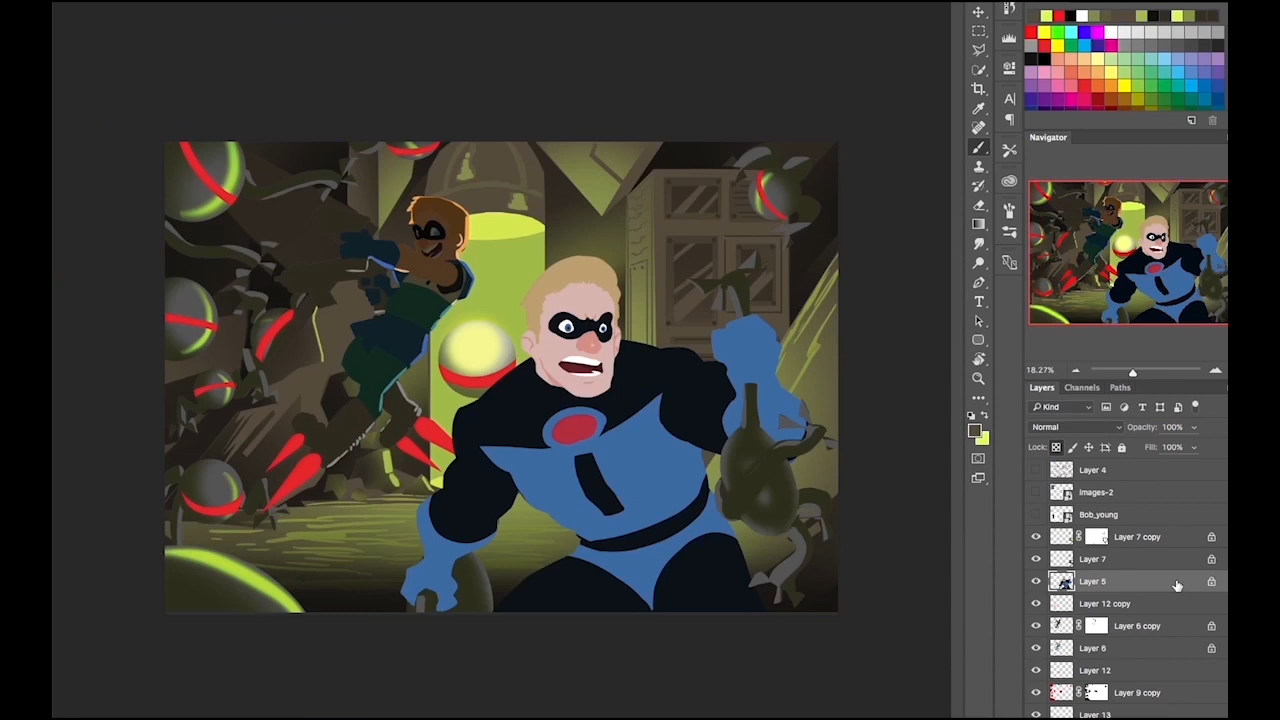 Navigator
18.27%
Layers Channels Paths
Kind
Normal Opacity: 100%
Lock: Fill: 100%
Layer 4
images-2
Bob_young
Layer 7 copy
Layer 7
Layer 5
Layer 12 copy
Layer 6 copy
Layer 6
Layer 12
Layer 9 copy
Layer 13